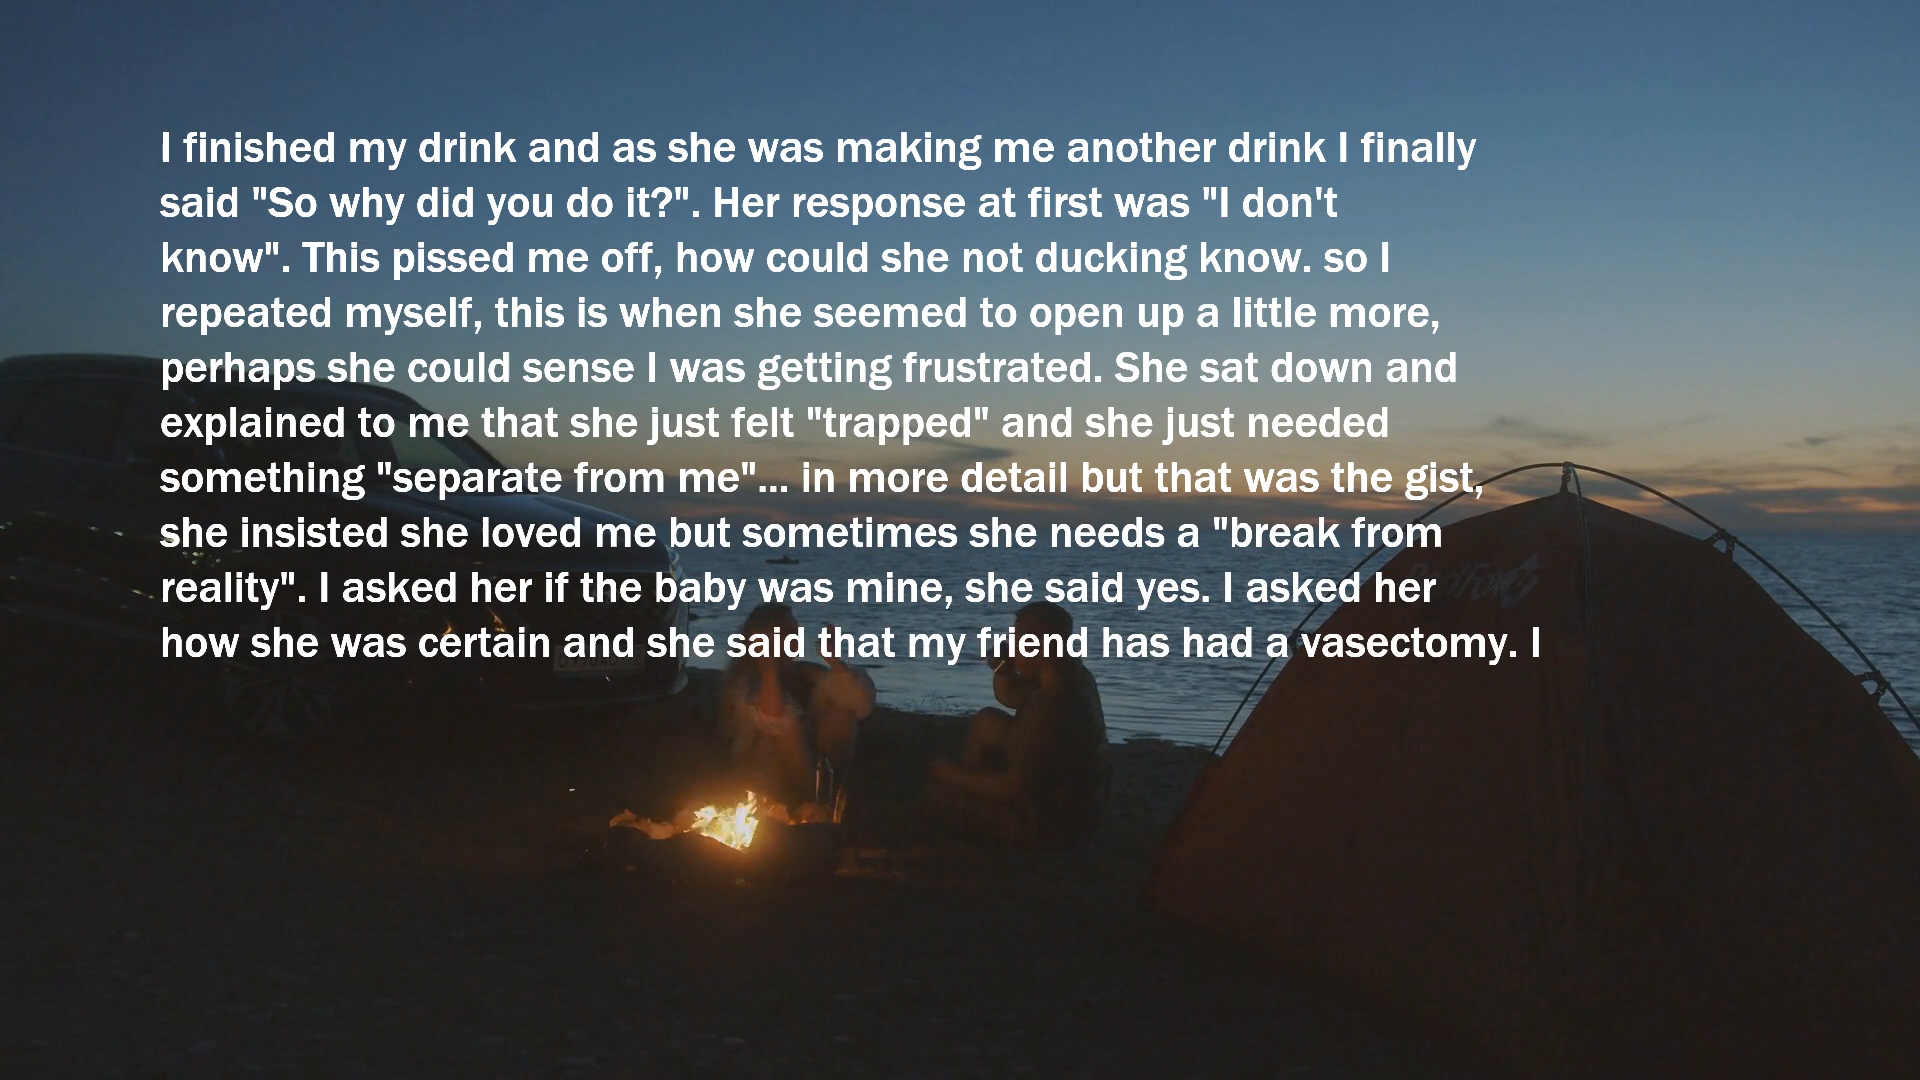 I finished my drink and as she was making me another drink I finally
said "So why did you do it?". Her response at first was "I don't
know". This pissed me off, how could she not ducking know. so I
repeated myself, this is when she seemed to open up a little more,
perhaps she could sense I was getting frustrated. She sat down and
explained to me that she just felt "trapped" and she just needed
something "separate from me"... in more detail but that was the gist,
she insisted she loved me but sometimes she needs a "break from
reality". I asked her if the baby was mine, she said yes. I asked her
how she was certain and she said that my friend has had a vasectomy. I